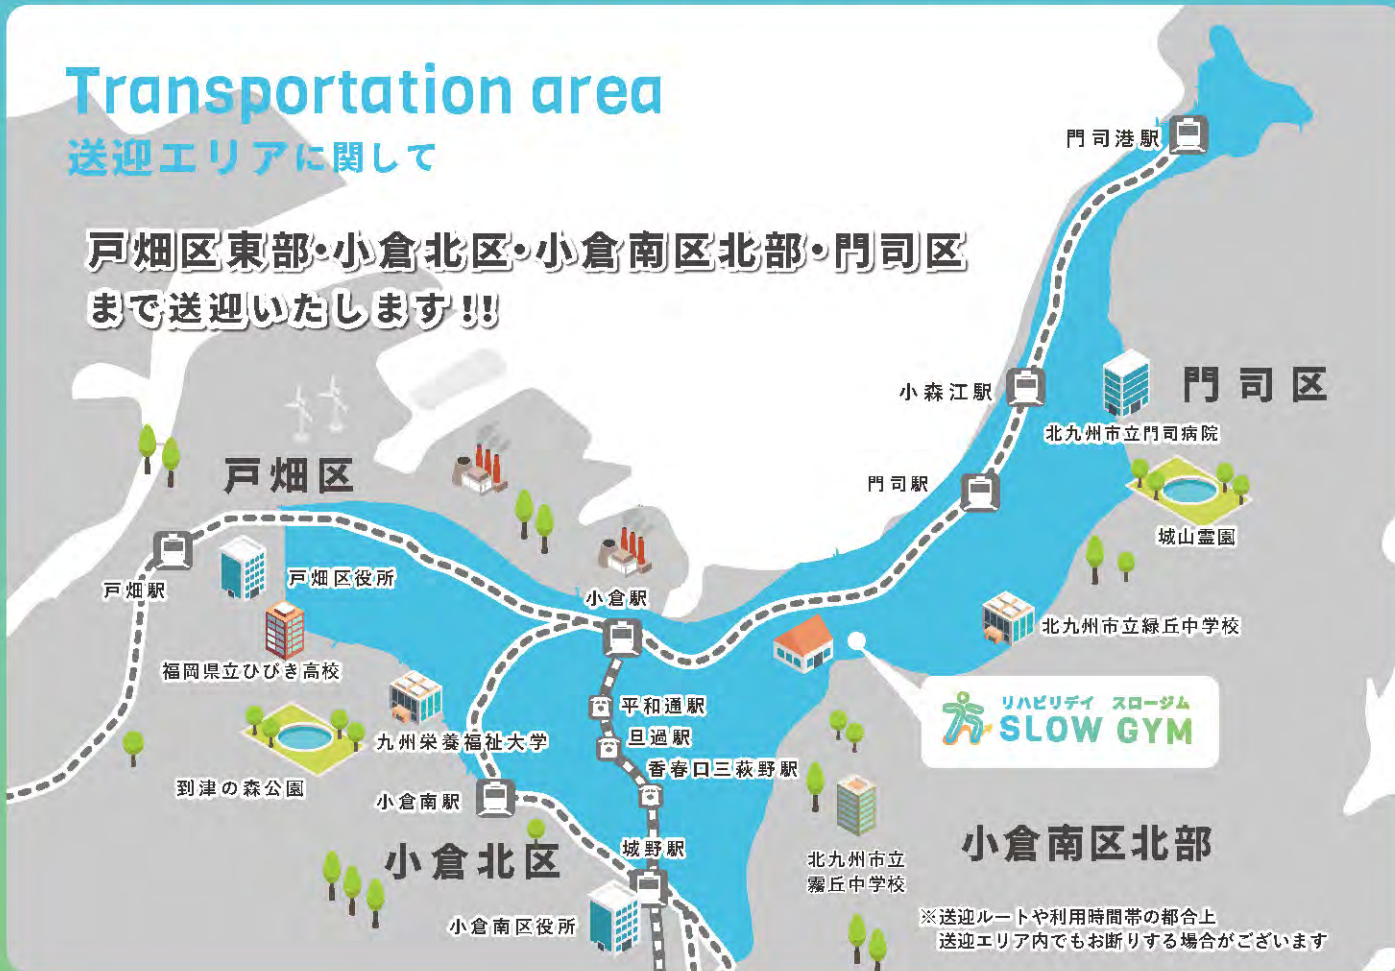 Transportation area
送迎エリアに関して
戸畑区東部・小倉北区・小倉南区北部・門司区
まで送迎いたします!!
門司港駅
小森江駅
門司区
北九州市立門司病院
戸畑区
門司駅
城山霊園
戸畑駅
戸畑区役所
小倉駅
北九州市立緑丘中学校
福岡県立ひびき高校
リハビリデイ スロージム
SLOW GYM
平和通駅
旦過駅
九州栄養福祉大学
香春口三萩野駅
到津の森公園
小倉南駅
小倉北区
城野駅
小倉南区北部
北九州市立
霧丘中学校
小倉南区役所
※送迎ルートや利用時間帯の都合上
送迎エリア内でもお断りする場合がございます